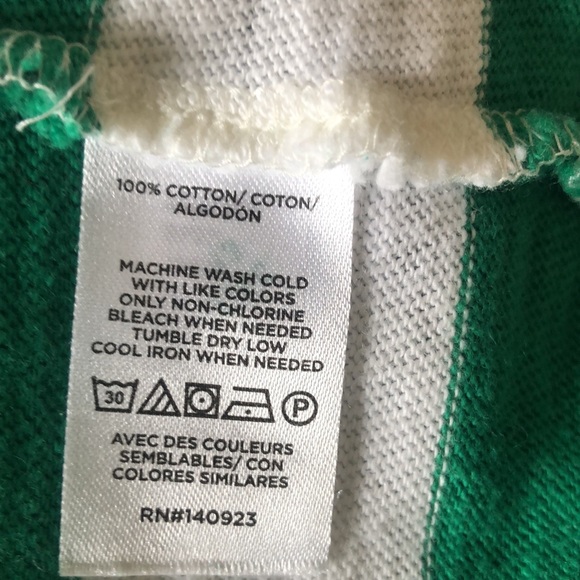 100% COTTON/ COTON/
ALGODÓN
MACHINE WASH COLD
WITH LIKE COLORS
ONLY NON-CHLORINE
BLEACH WHEN NEEDED
TUMBLE DRY LOW
COOL IRON WHEN NEEDED
30 P
AVEC DES COULEURS
SEMBLABLES/ CON
COLORES SIMILARES
RN#140923